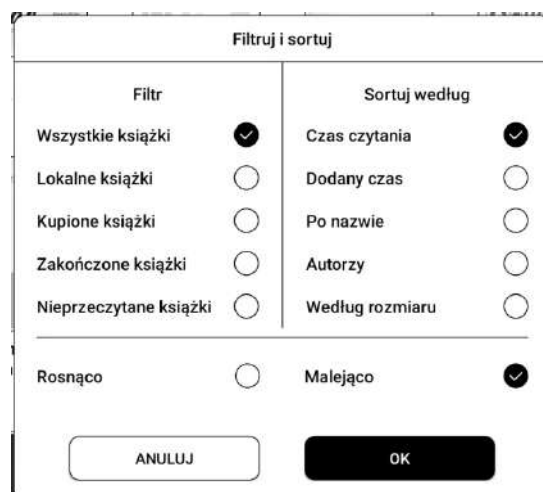 Filtruj i sortuj
Filtr
Wszystkie książki
Lokalne książki
Kupione książki
Zakończone książki
Nieprzeczytane książki
Sortuj według
Czas czytania
Dodany czas
Po nazwie
Autorzy
Według rozmiaru
Rosnąco
Malejąco
ANULUJ
OK